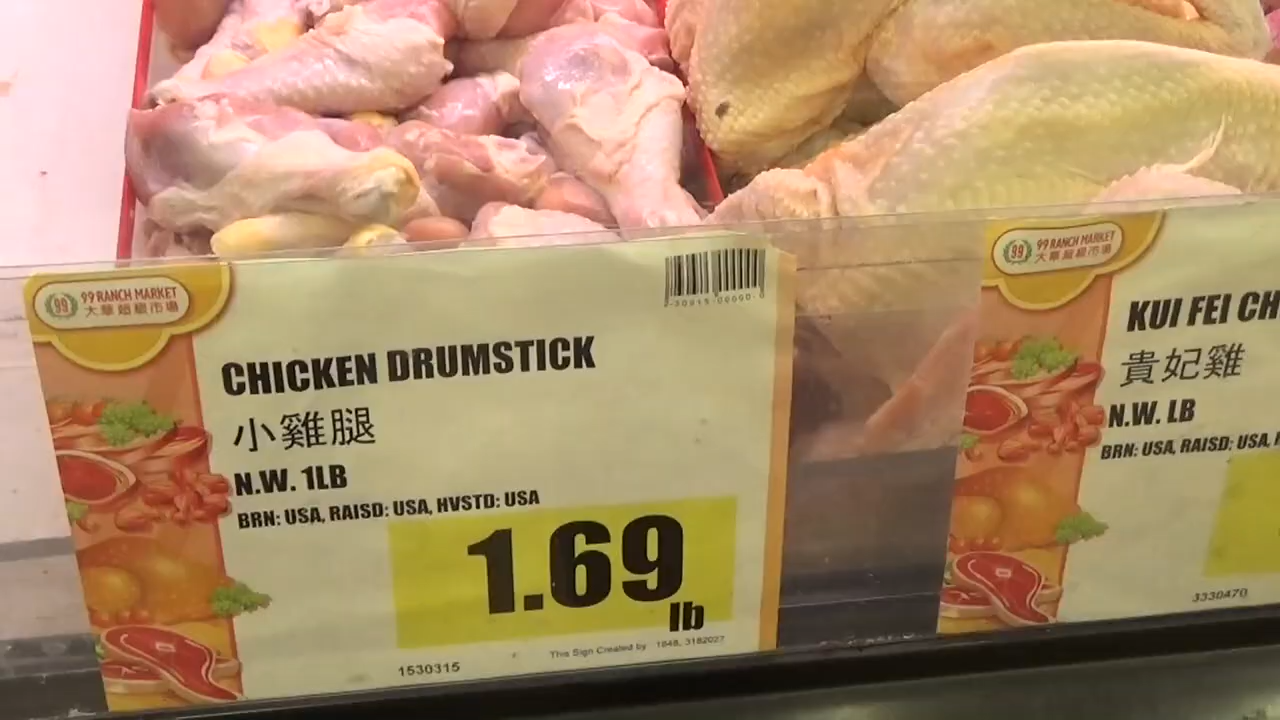 99 RANCH MARKET
大華超級市場
CHICKEN DRUMSTICK
小雞腿
N.W. 1LB
BRN: USA, RAISD: USA, HVSTD: USA
1.69
lb
This Sign Created by 1848, 3182027
1530315
99 RANCH MARKET
大華超級市場
KUI FEI CH
貴妃雞
N.W. LB
BRN: USA, RAISD: USA,
3330470